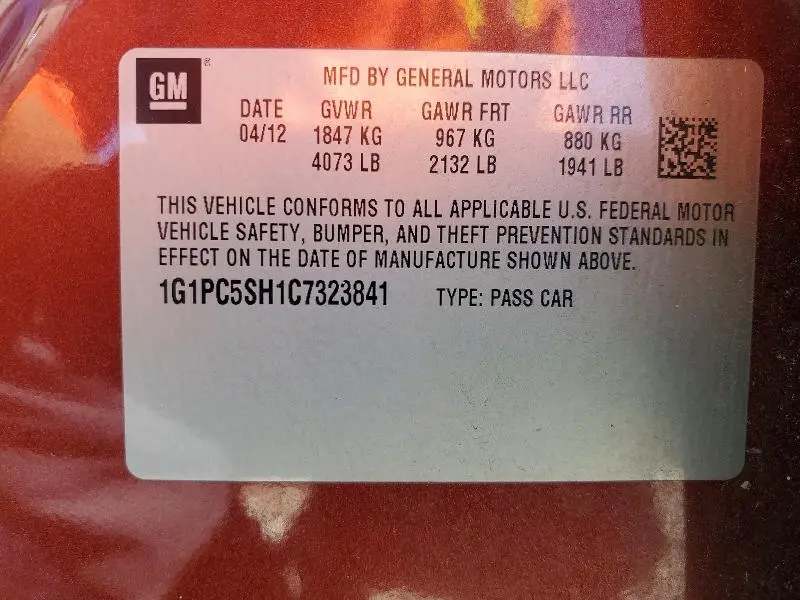 GM
MFD BY GENERAL MOTORS LLC
DATE GVWR GAWR FRT GAWR RR
04/12 1847 KG 967 KG 880 KG
4073 LB 2132 LB 1941 LB
THIS VEHICLE CONFORMS TO ALL APPLICABLE U.S. FEDERAL MOTOR
VEHICLE SAFETY, BUMPER, AND THEFT PREVENTION STANDARDS IN
EFFECT ON THE DATE OF MANUFACTURE SHOWN ABOVE.
1G1PC5SH1C7323841 TYPE: PASS CAR